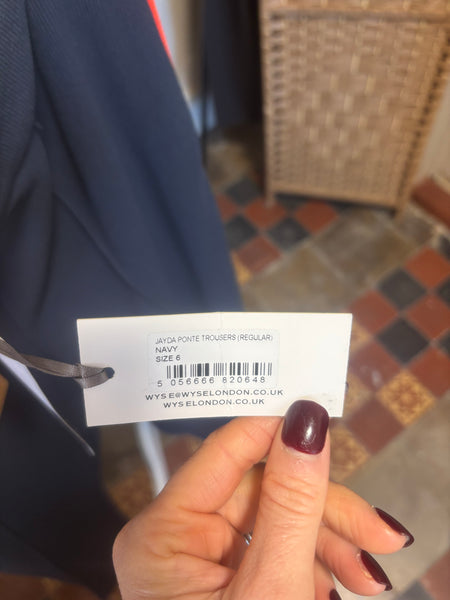 JAYDA PONTE TROUSERS (REGULAR)
NAVY
SIZE 6
5 056666 820648
WYSE@WYSELONDON.CO.UK
WYSELONDON.CO.UK